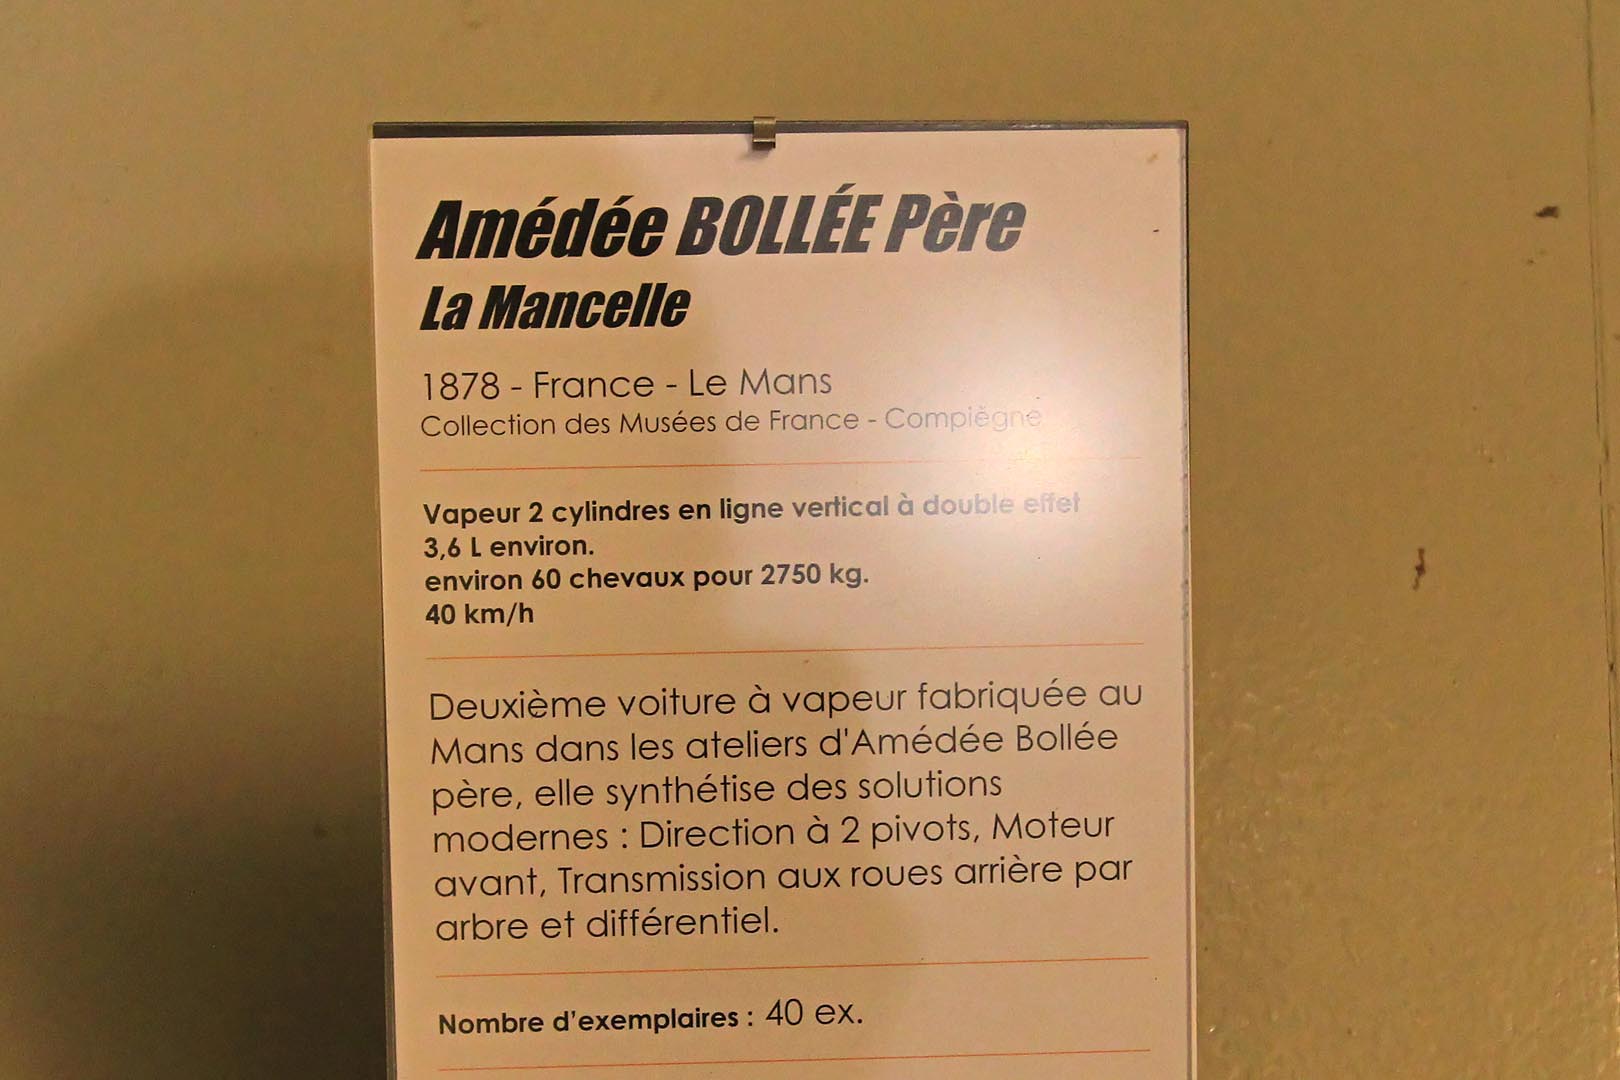 Amédée BOLLÉE Père
La Mancelle
1878 - France - Le Mans
Collection des Musées de France - Compiègne
Vapeur 2 cylindres en ligne vertical à double effet
3,6 L environ.
environ 60 chevaux pour 2750 kg.
40 km/h
Deuxième voiture à vapeur fabriquée au
Mans dans les ateliers d'Amédée Bollée
père, elle synthétise des solutions
modernes : Direction à 2 pivots, Moteur
avant, Transmission aux roues arrière par
arbre et différentiel.
Nombre d'exemplaires : 40 ex.